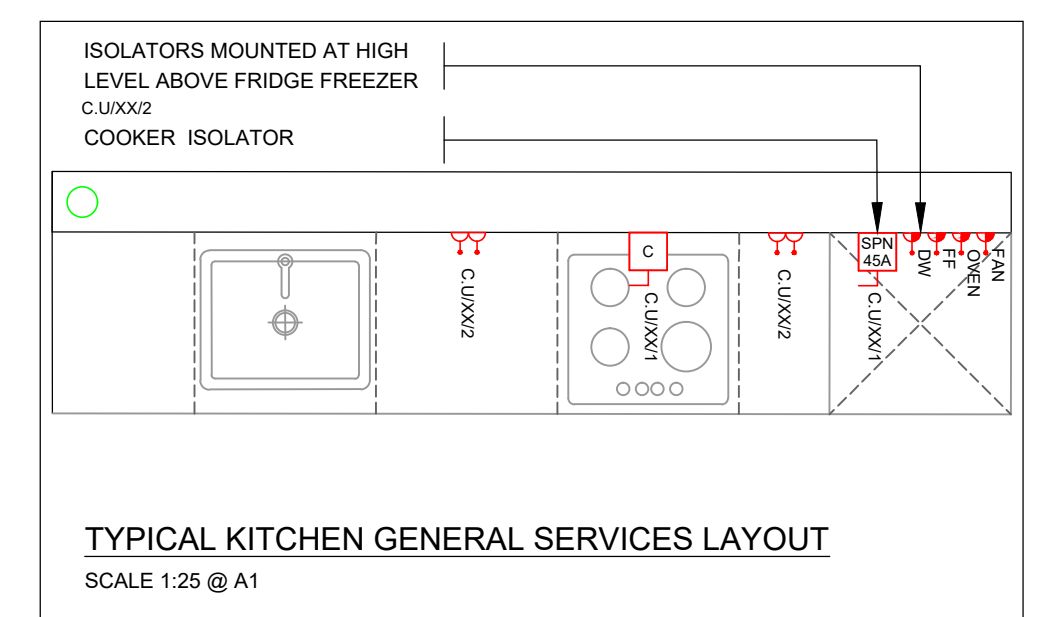 ISOLATORS MOUNTED AT HIGH
LEVEL ABOVE FRIDGE FREEZER
C.U/XX/2
COOKER ISOLATOR
C.U/XX/2
C
C.U/XX/1
C.U/XX/2
SPN
45A
C.U/XX/1
DW
FF
OVEN
FAN
TYPICAL KITCHEN GENERAL SERVICES LAYOUT
SCALE 1:25 @ A1